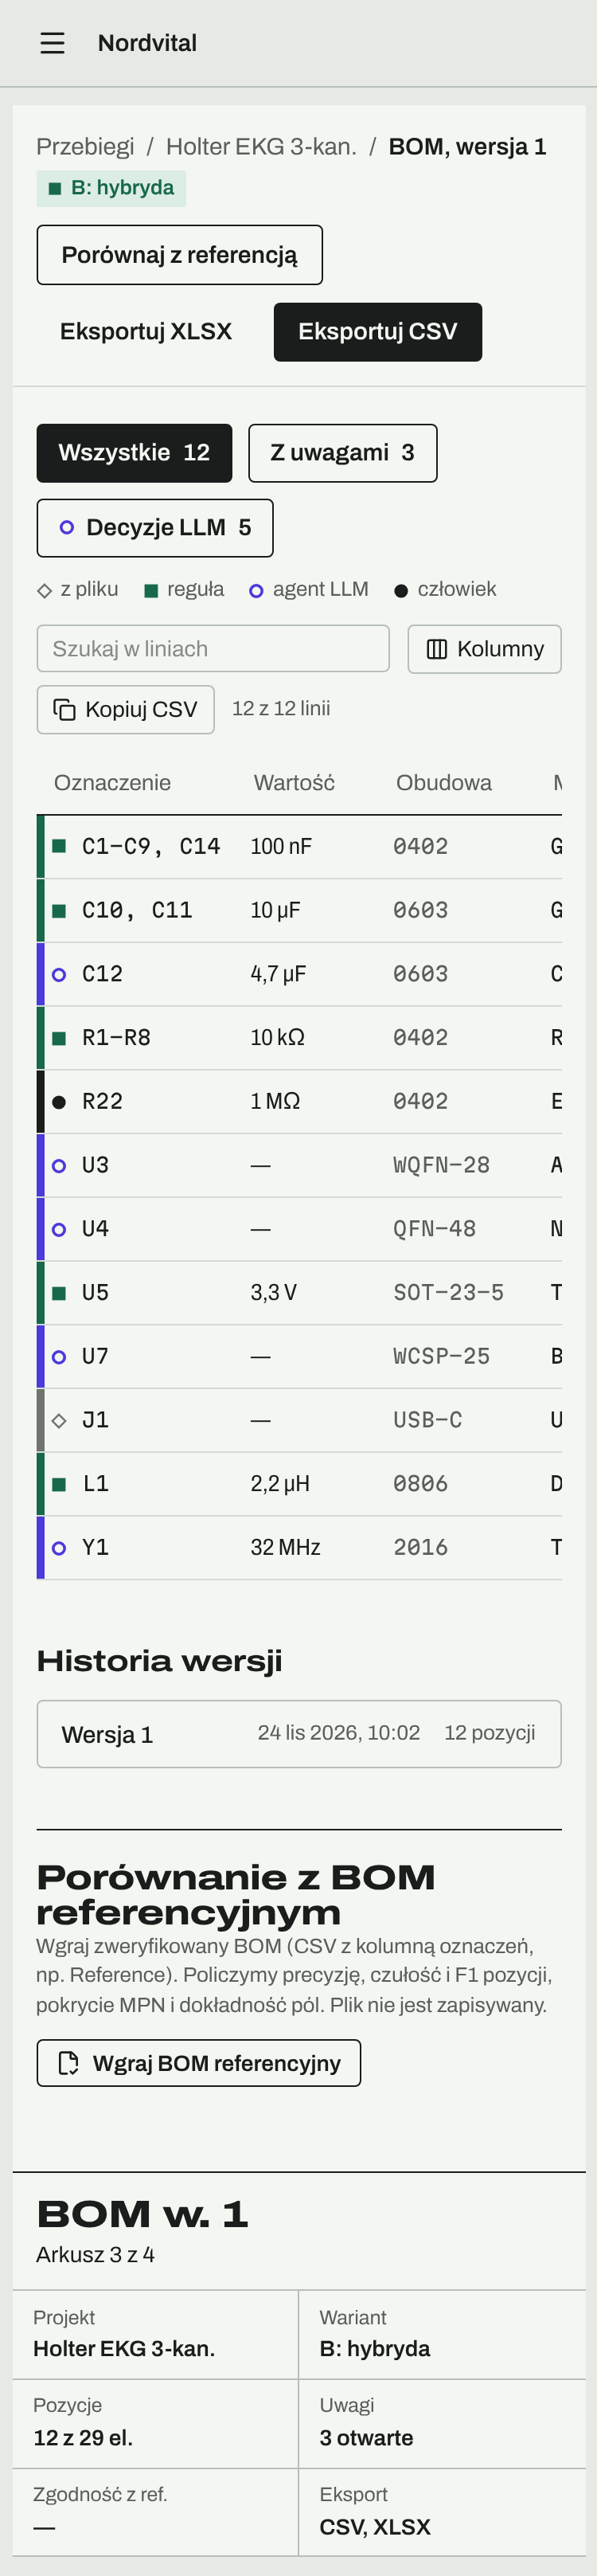 Nordvital
Przebiegi / Holter EKG 3-kan. / BOM, wersja 1
B: hybryda
Porównaj z referencją
Eksportuj XLSX Eksportuj CSV
Wszystkie 12 Z uwagami 3
Decyzje LLM 5
z pliku reguła agent LLM człowiek
Szukaj w liniach Kolumny
Kopiuj CSV 12 z 12 linii
Oznaczenie Wartość Obudowa
C1–C9, C14 100 nF 0402 G
C10, C11 10 µF 0603 G
C12 4,7 µF 0603 C
R1–R8 10 kΩ 0402 R
R22 1 MΩ 0402 E
U3 — WQFN-28 A
U4 — QFN-48 N
U5 3,3 V SOT-23-5 T
U7 — WCSP-25 B
J1 — USB-C U
L1 2,2 µH 0806 D
Y1 32 MHz 2016 T
Historia wersji
Wersja 1 24 lis 2026, 10:02 12 pozycji
Porównanie z BOM
referencyjnym
Wgraj zweryfikowany BOM (CSV z kolumną oznaczeń,
np. Reference). Policzymy precyzję, czułość i F1 pozycji,
pokrycie MPN i dokładność pól. Plik nie jest zapisywany.
Wgraj BOM referencyjny
BOM w. 1
Arkusz 3 z 4
Projekt Wariant
Holter EKG 3-kan. B: hybryda
Pozycje Uwagi
12 z 29 el. 3 otwarte
Zgodność z ref. Eksport
— CSV, XLSX